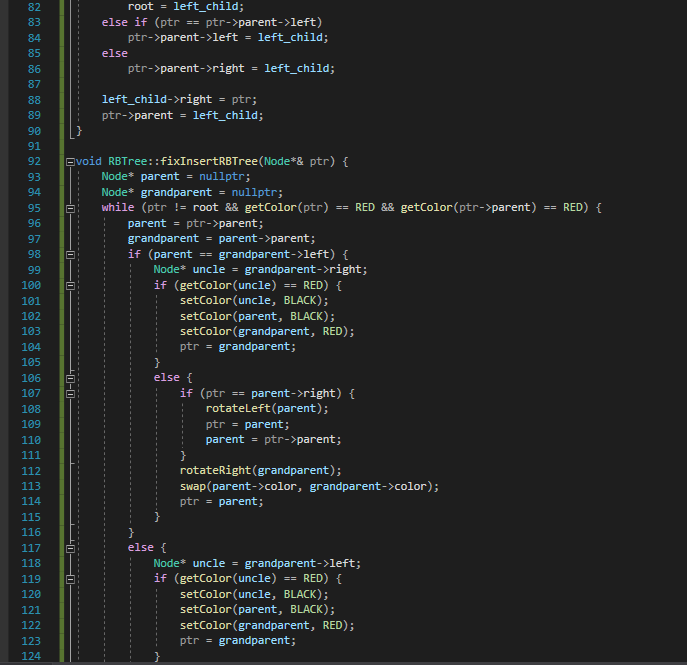 82 root = left_child;
83 else if (ptr == ptr->parent->left)
84 ptr->parent->left = left_child;
85 else
86 ptr->parent->right = left_child;
87
88 left_child->right = ptr;
89 ptr->parent = left_child;
90 }
91
92 void RBTree::fixInsertRBTree(Node*& ptr) {
93 Node* parent = nullptr;
94 Node* grandparent = nullptr;
95 while (ptr != root && getColor(ptr) == RED && getColor(ptr->parent) == RED) {
96 parent = ptr->parent;
97 grandparent = parent->parent;
98 if (parent == grandparent->left) {
99 Node* uncle = grandparent->right;
100 if (getColor(uncle) == RED) {
101 setColor(uncle, BLACK);
102 setColor(parent, BLACK);
103 setColor(grandparent, RED);
104 ptr = grandparent;
105 }
106 else {
107 if (ptr == parent->right) {
108 rotateLeft(parent);
109 ptr = parent;
110 parent = ptr->parent;
111 }
112 rotateRight(grandparent);
113 swap(parent->color, grandparent->color);
114 ptr = parent;
115 }
116 }
117 else {
118 Node* uncle = grandparent->left;
119 if (getColor(uncle) == RED) {
120 setColor(uncle, BLACK);
121 setColor(parent, BLACK);
122 setColor(grandparent, RED);
123 ptr = grandparent;
124 }